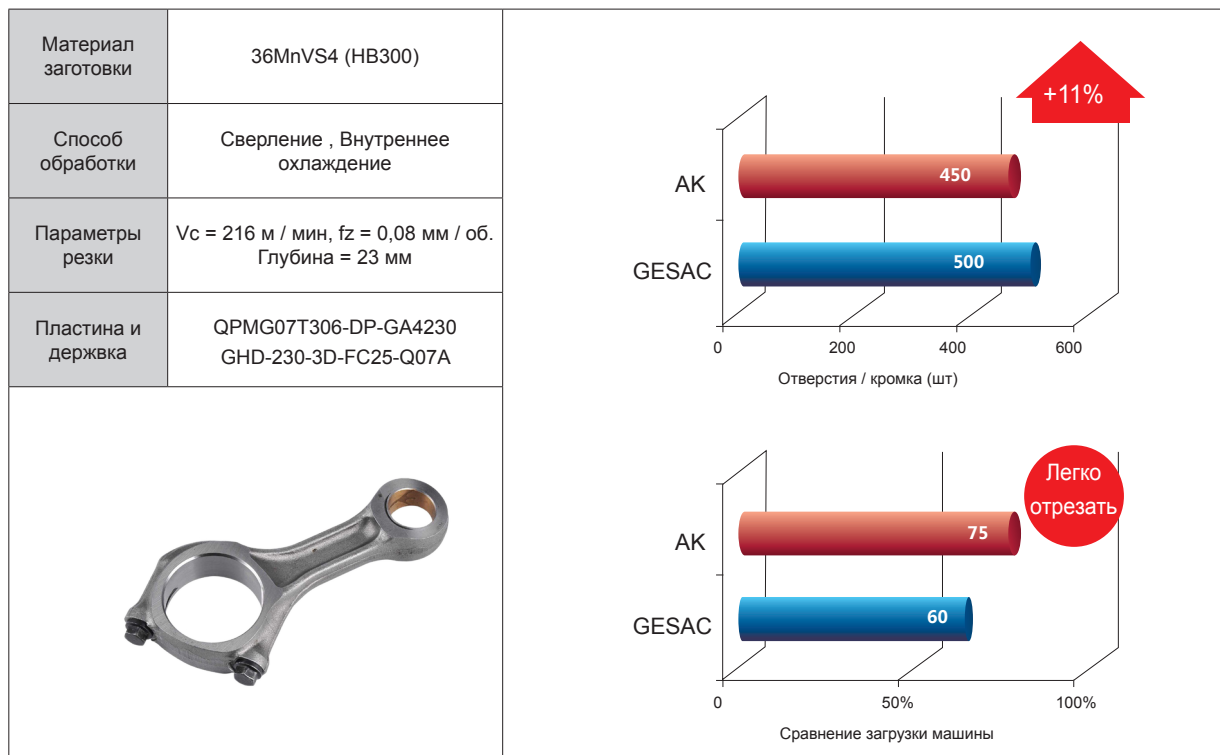 Материал
заготовки
36MnVS4 (HB300)
Способ
обработки
Сверление , Внутреннее
охлаждение
Параметры
резки
Vc = 216 м / мин, fz = 0,08 мм / об.
Глубина = 23 мм
Пластина и
держвка
QPMG07T306-DP-GA4230
GHD-230-3D-FC25-Q07A
+11%
AK
450
GESAC
500
0
200
400
600
Отверстия / кромка (шт)
Легко
отрезать
AK
75
GESAC
60
0
50%
100%
Сравнение загрузки машины